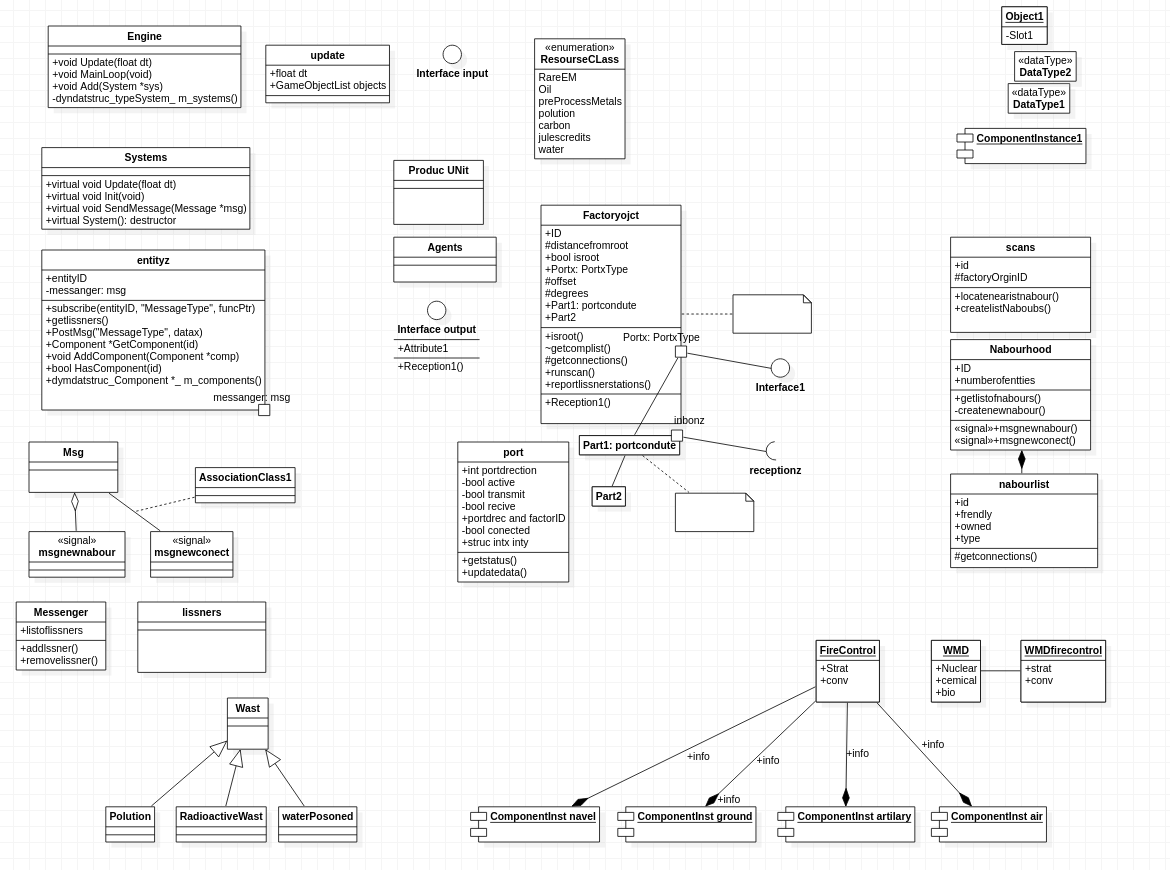 Engine
+void Update(float dt)
+void MainLoop(void)
+void Add(System *sys)
-dyndatstruc_typeSystem_ m_systems()
update
+float dt
+GameObjectList objects
Interface input
«enumeration»
ResourseCLass
RareEM
Oil
preProcessMetals
polution
carbon
julescredits
water
Object1
-Slot1
«dataType»
DataType2
«dataType»
DataType1
ComponentInstance1
Systems
+virtual void Update(float dt)
+virtual void Init(void)
+virtual void SendMessage(Message *msg)
+virtual System(): destructor
Produc UNit
Agents
Interface output
+Attribute1
+Reception1()
entityz
+entityID
-messanger: msg
+subscribe(entityID, "MessageType", funcPtr)
+getlissners()
+PostMsg("MessageType", datax)
+Component *GetComponent(id)
+void AddComponent(Component *comp)
+bool HasComponent(id)
+dymdatstruc_Component *_ m_components()
messanger: msg
Factoryojct
+ID
#distancefromroot
+bool isroot
+Portx: PortxType
#offset
#degrees
+Part1: portcondute
+Part2
+isroot()
~getcomplist()
#getconnections()
+runscan()
+reportlissnerstations()
+Reception1()
Portx: PortxType
Interface1
inbonz
Part1: portcondute
receptionz
Part2
scans
+id
#factoryOrginID
+locatenearistnabour()
+createlistNaboubs()
Nabourhood
+ID
+numberofentties
+getlistofnabours()
-createnewnabour()
«signal»+msgnewnabour()
«signal»+msgnewconect()
nabourlist
+id
+frendly
+owned
+type
#getconnections()
Msg
AssociationClass1
«signal»
msgnewnabour
«signal»
msgnewconect
port
+int portdrection
-bool active
-bool transmit
-bool recive
+portdrec and factorID
-bool conected
+struc intx inty
+getstatus()
+updatedata()
Messenger
+listoflissners
+addlssner()
+removelissner()
lissners
Wast
Polution
RadioactiveWast
waterPosoned
FireControl
+Strat
+conv
WMD
+Nuclear
+cemical
+bio
WMDfirecontrol
+strat
+conv
+info
+info
+info
+info
+info
ComponentInst navel
ComponentInst ground
ComponentInst artilary
ComponentInst air